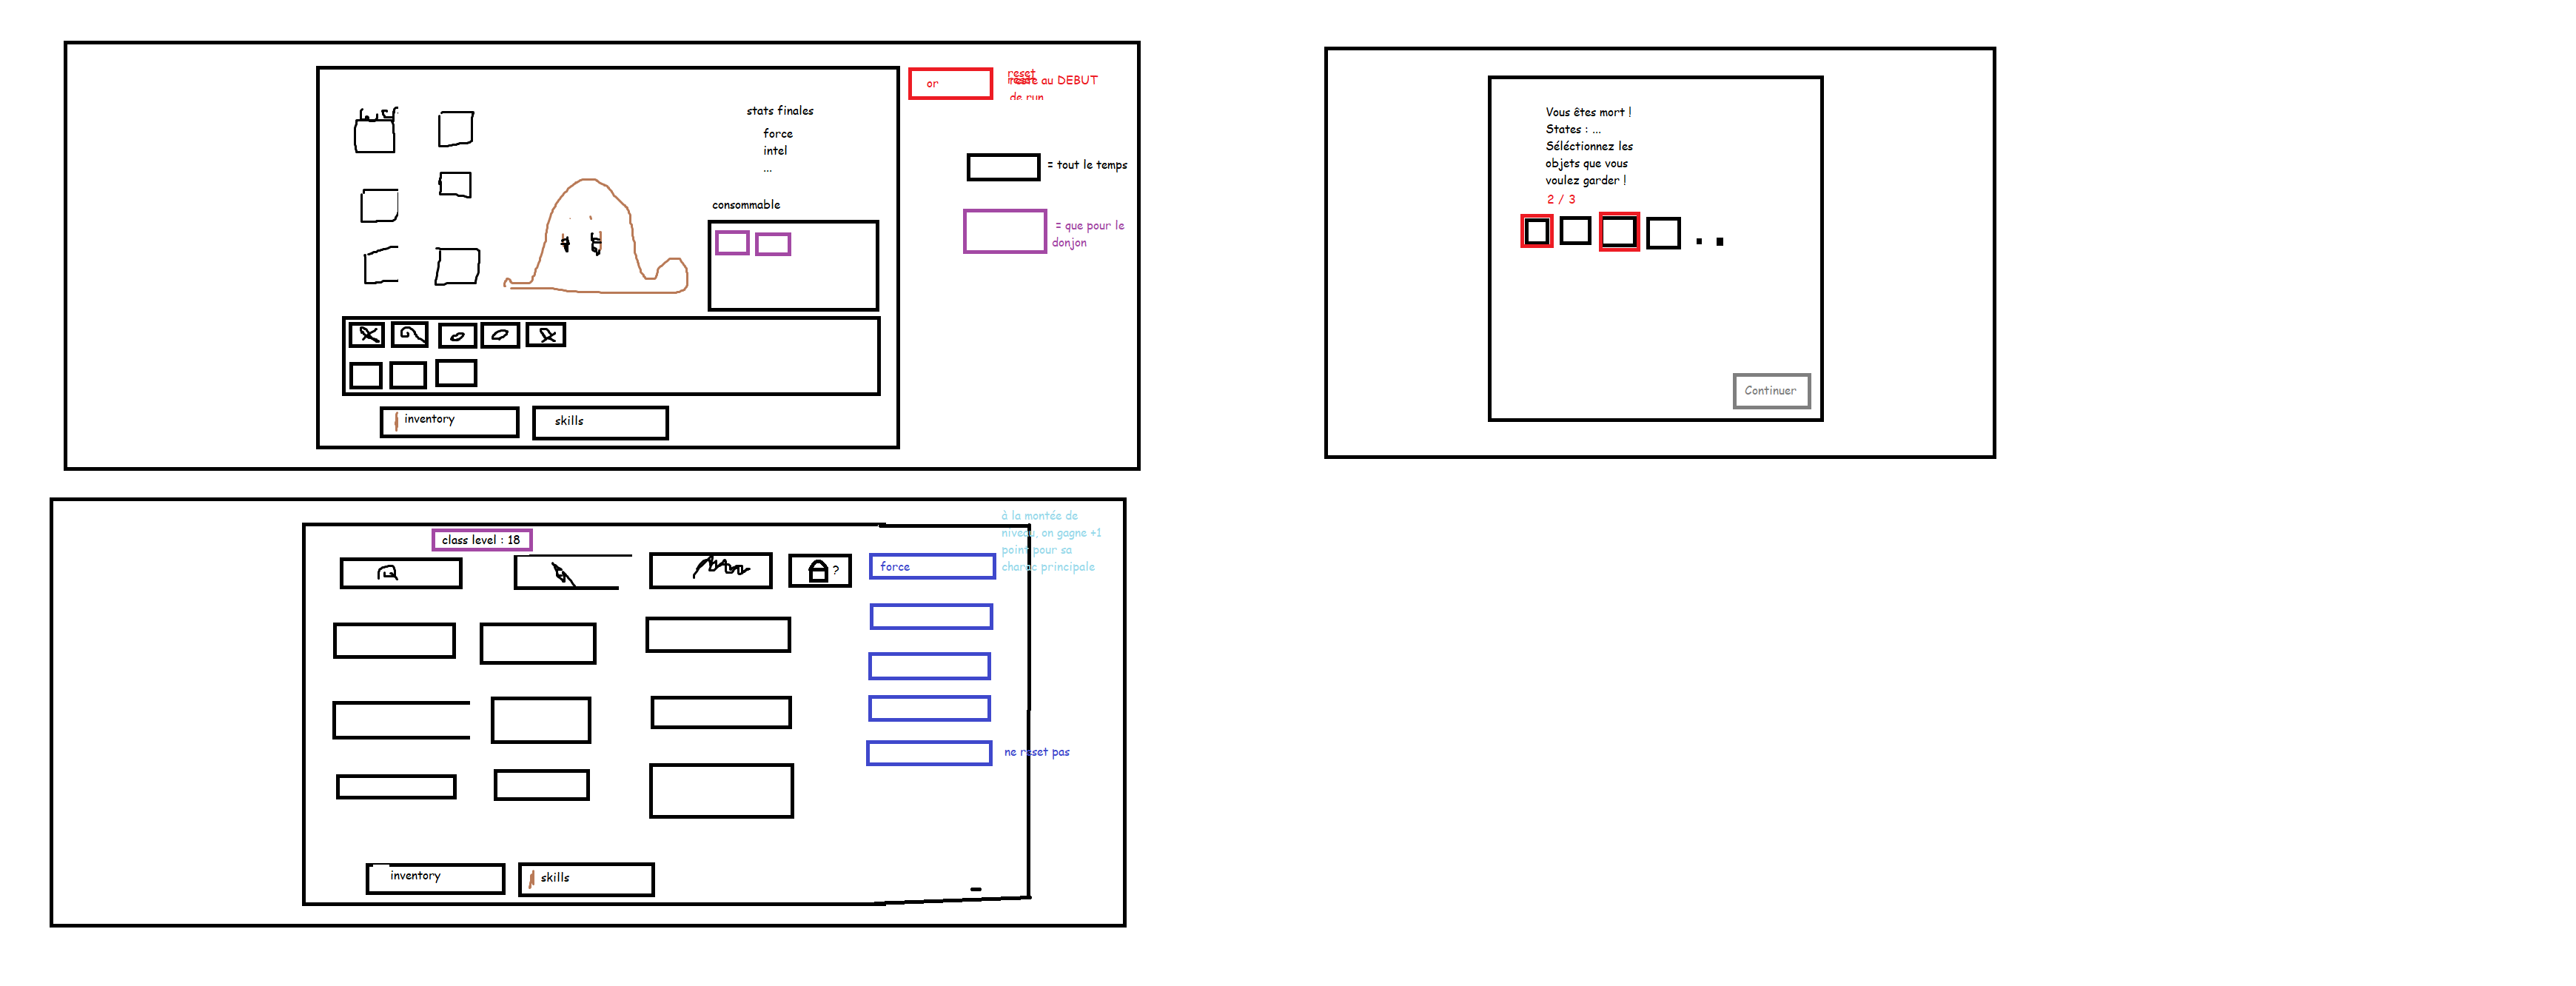 or
reset
reste au DEBUT
de run
stats finales
force
intel
...
= tout le temps
consommable
= que pour le
donjon
inventory
skills
Vous êtes mort !
States : ...
Séléctionnez les
objets que vous
voulez garder !
2 / 3
Continuer
class level : 18
à la montée de
niveau, on gagne +1
point pour sa
charac principale
?
force
ne reset pas
inventory
skills